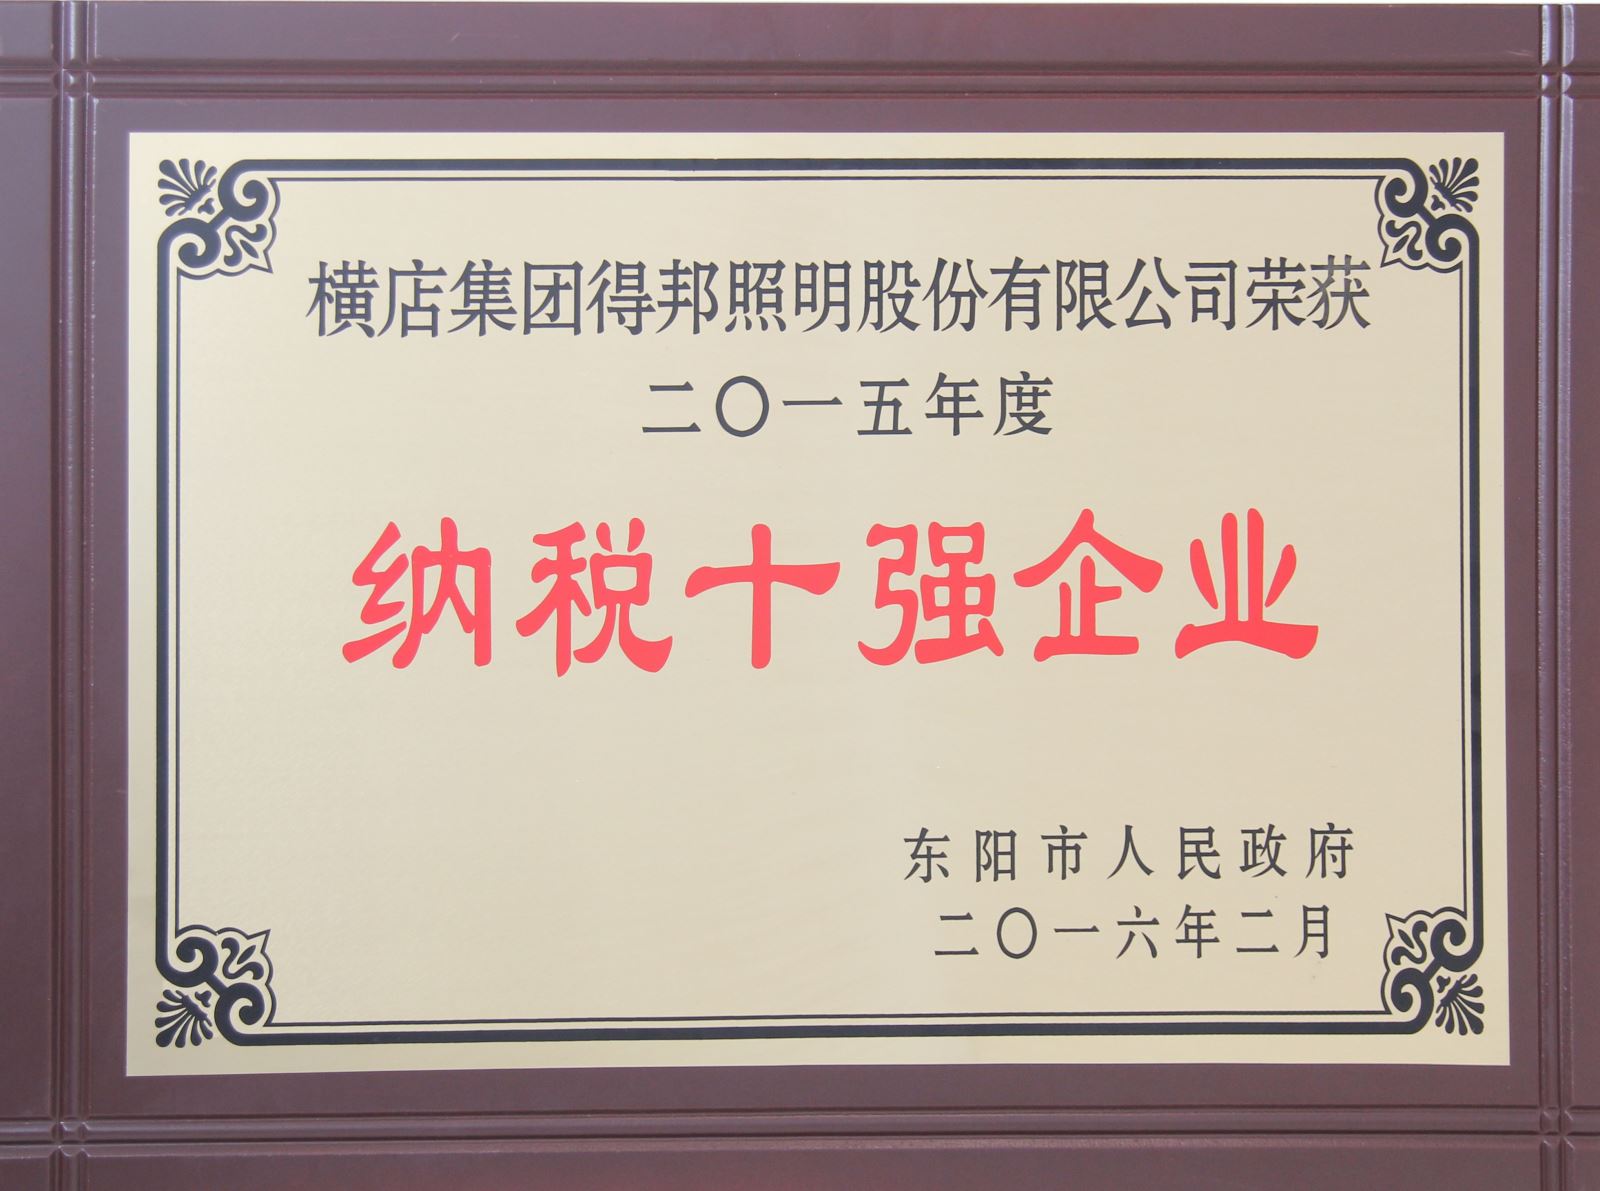 横店集团得邦照明股份有限公司荣获
二〇一五年度
纳税十强企业
东阳市人民政府
二〇一六年二月